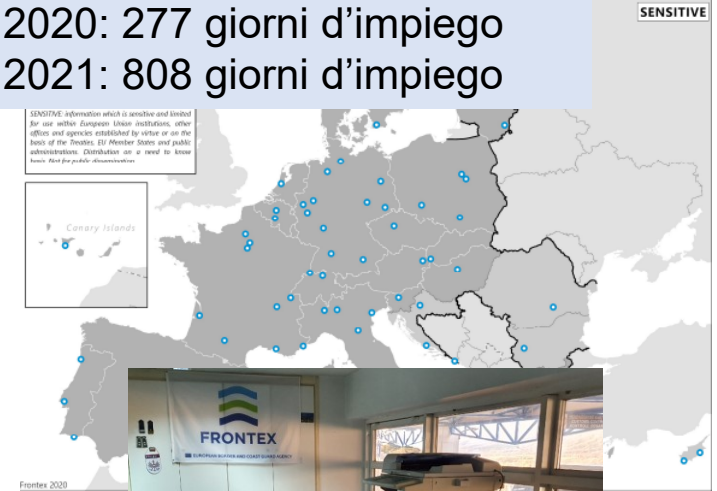 2020: 277 giorni d’impiego
2021: 808 giorni d’impiego
SENSITIVE
SENSITIVE: information which is sensitive and limited
for use within European Union institutions, other
offices and agencies established by virtue or on the
basis of the Treaties, EU Member States and public
administrations. Distribution on a need to know
basis. Not for public dissemination
Canary Islands
FRONTEX
EUROPEAN BORDER AND COAST GUARD AGENCY
Frontex 2020